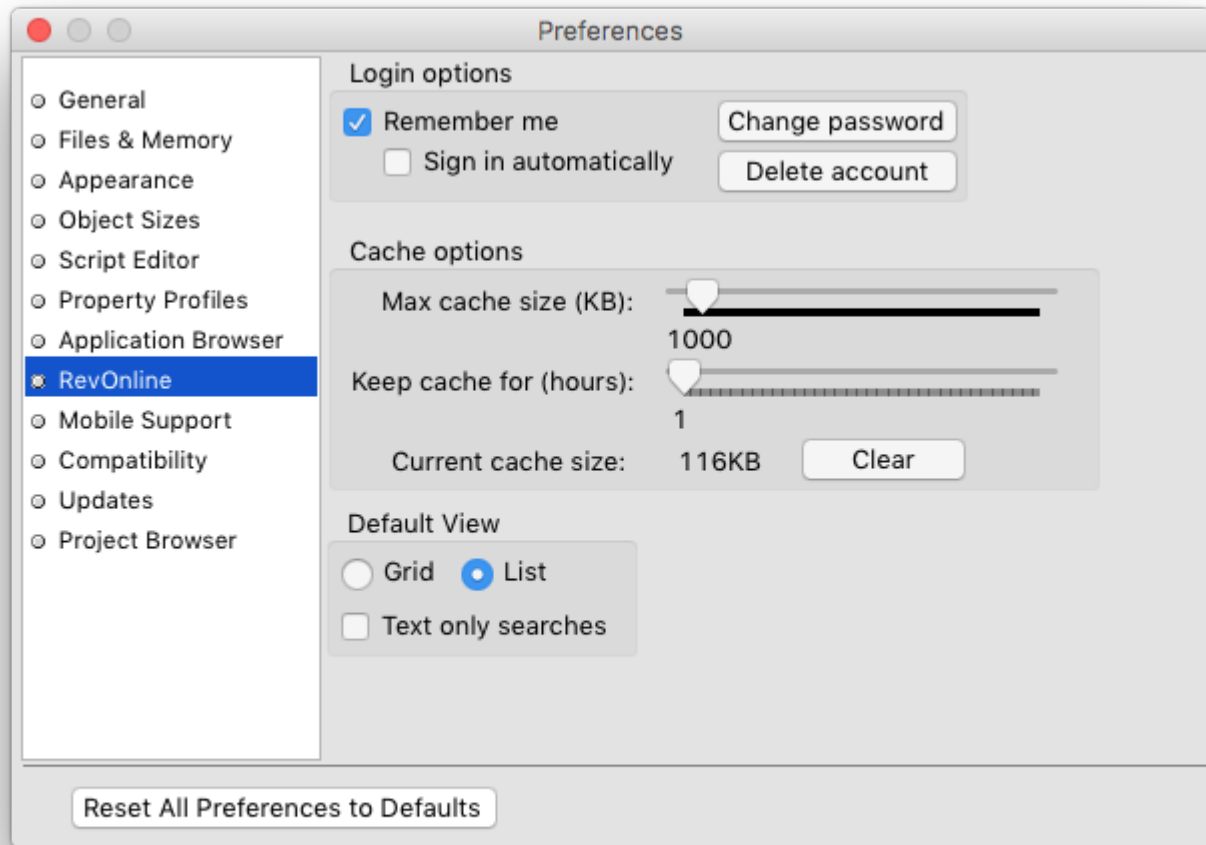 Preferences
General
Files & Memory
Appearance
Object Sizes
Script Editor
Property Profiles
Application Browser
RevOnline
Mobile Support
Compatibility
Updates
Project Browser
Login options
Remember me
Change password
Sign in automatically
Delete account
Cache options
Max cache size (KB):
1000
Keep cache for (hours):
1
Current cache size: 116KB Clear
Default View
Grid List
Text only searches
Reset All Preferences to Defaults